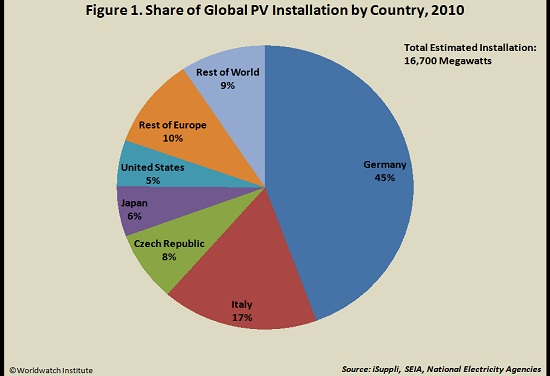 Figure 1. Share of Global PV Installation by Country, 2010
Total Estimated Installation:
16,700 Megawatts
Rest of World
9%
Rest of Europe
10%
Germany
45%
United States
5%
Japan
6%
Czech Republic
8%
Italy
17%
©Worldwatch Institute
Source: iSuppli, SEIA, National Electricity Agencies